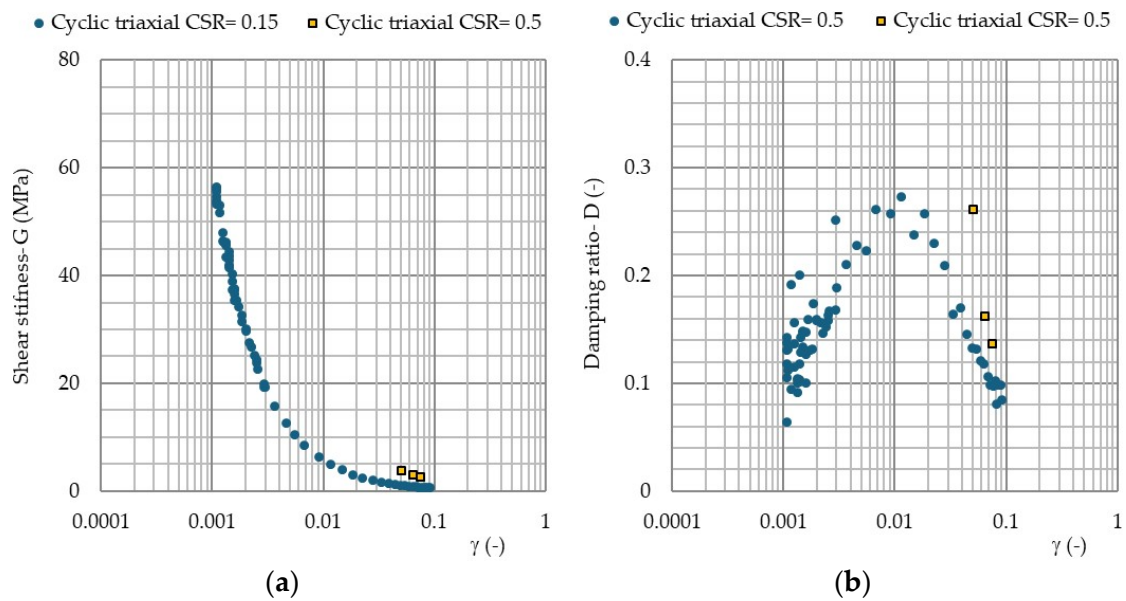 Cyclic triaxial CSR= 0.15 Cyclic triaxial CSR= 0.5
80
60
40
20
0
Shear stifness- G (MPa)
0.0001 0.001 0.01 0.1 1
γ (-)
(a)
Cyclic triaxial CSR= 0.5 Cyclic triaxial CSR= 0.5
0.4
0.3
0.2
0.1
0
Damping ratio- D (-)
0.0001 0.001 0.01 0.1 1
γ (-)
(b)